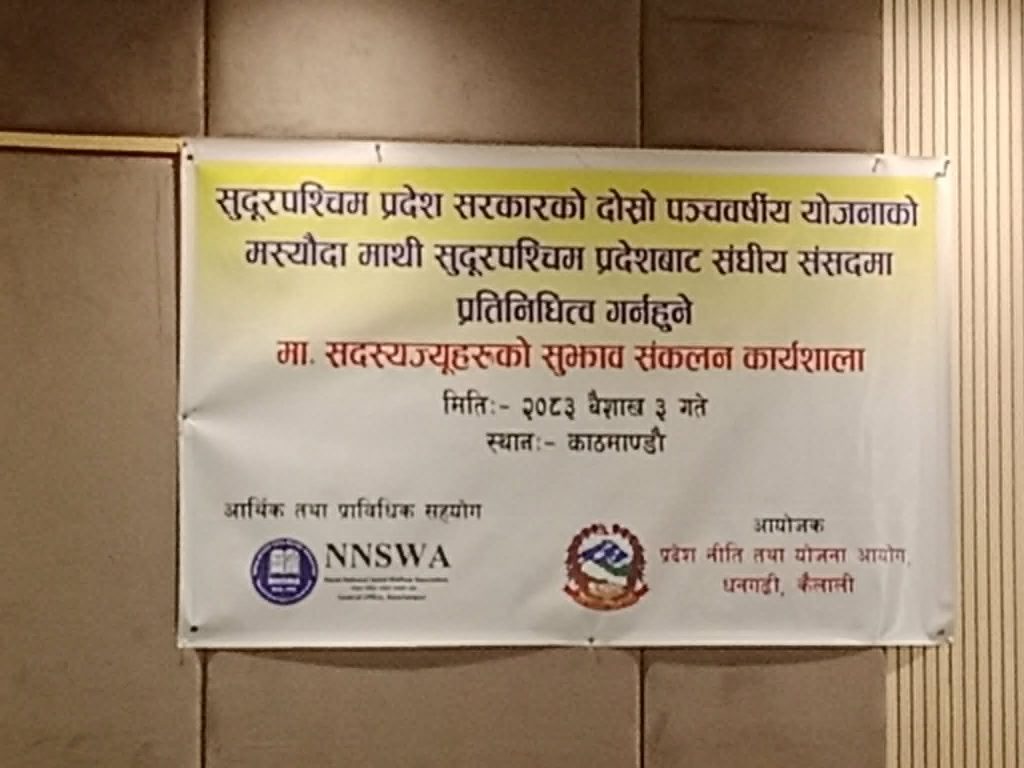 सुदूरपश्चिम प्रदेश सरकारको दोस्रो पञ्चवर्षीय योजनाको
मस्यौदा माथी सुदूरपश्चिम प्रदेशबाट संघीय संसदमा
प्रतिनिधित्व गर्नहुने
मा. सदस्यज्यूहरुको सुझाव संकलन कार्यशाला
मितिः- २०८३ बैशाख ३ गते
स्थानः- काठमाण्डौ
आर्थिक तथा प्राविधिक सहयोग
NNSWA
आयोजक
प्रदेश नीति तथा योजना आयोग,
धनगढी, कैलाली